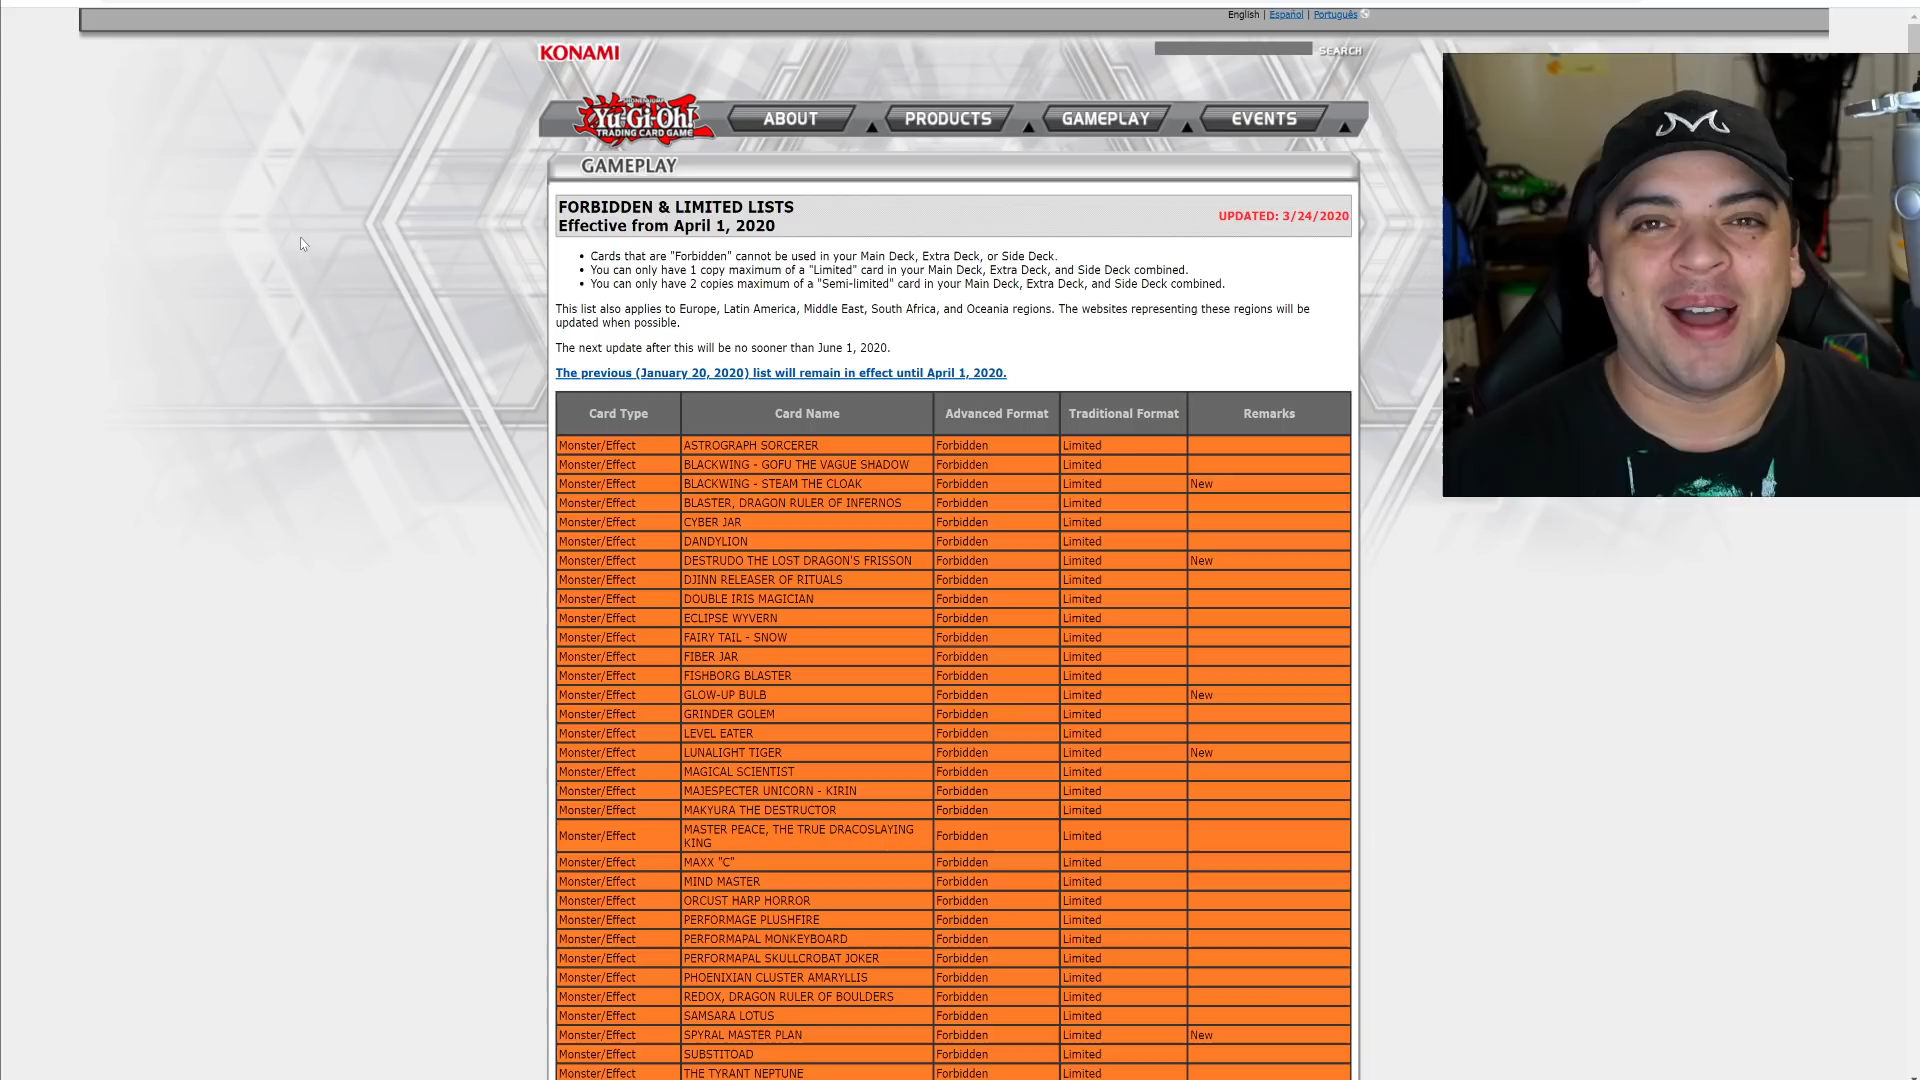 English | Español | Português
KONAMI
SEARCH
SHONEN JUMP
Yu-Gi-Oh!
TRADING CARD GAME
ABOUT PRODUCTS GAMEPLAY EVENTS
GAMEPLAY
FORBIDDEN & LIMITED LISTS
Effective from April 1, 2020
UPDATED: 3/24/2020
• Cards that are "Forbidden" cannot be used in your Main Deck, Extra Deck, or Side Deck.
• You can only have 1 copy maximum of a "Limited" card in your Main Deck, Extra Deck, and Side Deck combined.
• You can only have 2 copies maximum of a "Semi-limited" card in your Main Deck, Extra Deck, and Side Deck combined.
This list also applies to Europe, Latin America, Middle East, South Africa, and Oceania regions. The websites representing these regions will be
updated when possible.
The next update after this will be no sooner than June 1, 2020.
The previous (January 20, 2020) list will remain in effect until April 1, 2020.
Card Type Card Name Advanced Format Traditional Format Remarks
Monster/Effect ASTROGRAPH SORCERER Forbidden Limited
Monster/Effect BLACKWING - GOFU THE VAGUE SHADOW Forbidden Limited
Monster/Effect BLACKWING - STEAM THE CLOAK Forbidden Limited New
Monster/Effect BLASTER, DRAGON RULER OF INFERNOS Forbidden Limited
Monster/Effect CYBER JAR Forbidden Limited
Monster/Effect DANDYLION Forbidden Limited
Monster/Effect DESTRUDO THE LOST DRAGON'S FRISSON Forbidden Limited New
Monster/Effect DJINN RELEASER OF RITUALS Forbidden Limited
Monster/Effect DOUBLE IRIS MAGICIAN Forbidden Limited
Monster/Effect ECLIPSE WYVERN Forbidden Limited
Monster/Effect FAIRY TAIL - SNOW Forbidden Limited
Monster/Effect FIBER JAR Forbidden Limited
Monster/Effect FISHBORG BLASTER Forbidden Limited
Monster/Effect GLOW-UP BULB Forbidden Limited New
Monster/Effect GRINDER GOLEM Forbidden Limited
Monster/Effect LEVEL EATER Forbidden Limited
Monster/Effect LUNALIGHT TIGER Forbidden Limited New
Monster/Effect MAGICAL SCIENTIST Forbidden Limited
Monster/Effect MAJESPECTER UNICORN - KIRIN Forbidden Limited
Monster/Effect MAKYURA THE DESTRUCTOR Forbidden Limited
Monster/Effect MASTER PEACE, THE TRUE DRACOSLAYING
KING Forbidden Limited
Monster/Effect MAXX "C" Forbidden Limited
Monster/Effect MIND MASTER Forbidden Limited
Monster/Effect ORCUST HARP HORROR Forbidden Limited
Monster/Effect PERFORMAGE PLUSHFIRE Forbidden Limited
Monster/Effect PERFORMAPAL MONKEYBOARD Forbidden Limited
Monster/Effect PERFORMAPAL SKULLCROBAT JOKER Forbidden Limited
Monster/Effect PHOENIXIAN CLUSTER AMARYLLIS Forbidden Limited
Monster/Effect REDOX, DRAGON RULER OF BOULDERS Forbidden Limited
Monster/Effect SAMSARA LOTUS Forbidden Limited
Monster/Effect SPYRAL MASTER PLAN Forbidden Limited New
Monster/Effect SUBSTITOAD Forbidden Limited
Monster/Effect THE TYRANT NEPTUNE Forbidden Limited